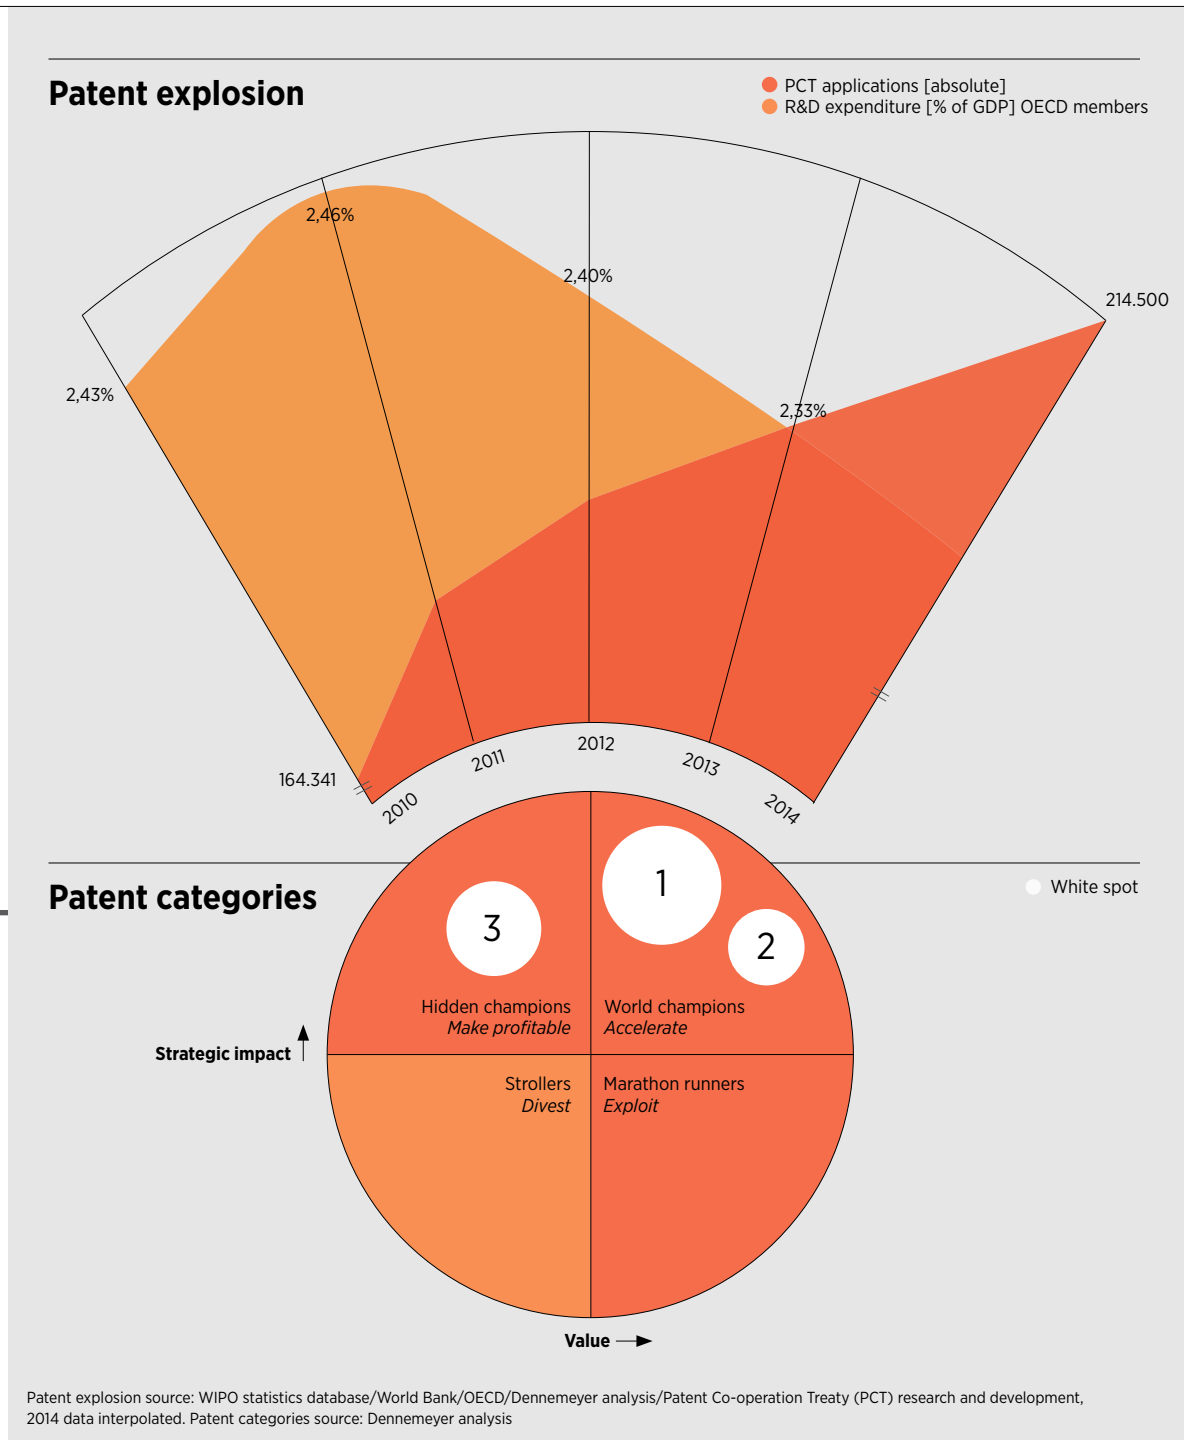 Patent explosion
PCT applications [absolute]
R&D expenditure [% of GDP] OECD members
2,46%
2,40%
214.500
2,43%
2,33%
164.341
2010
2011
2012
2013
2014
Patent categories
White spot
1
3
2
Hidden champions
Make profitable
World champions
Accelerate
Strategic impact
Strollers
Divest
Marathon runners
Exploit
Value
Patent explosion source: WIPO statistics database/World Bank/OECD/Dennemeyer analysis/Patent Co-operation Treaty (PCT) research and development,
2014 data interpolated. Patent categories source: Dennemeyer analysis